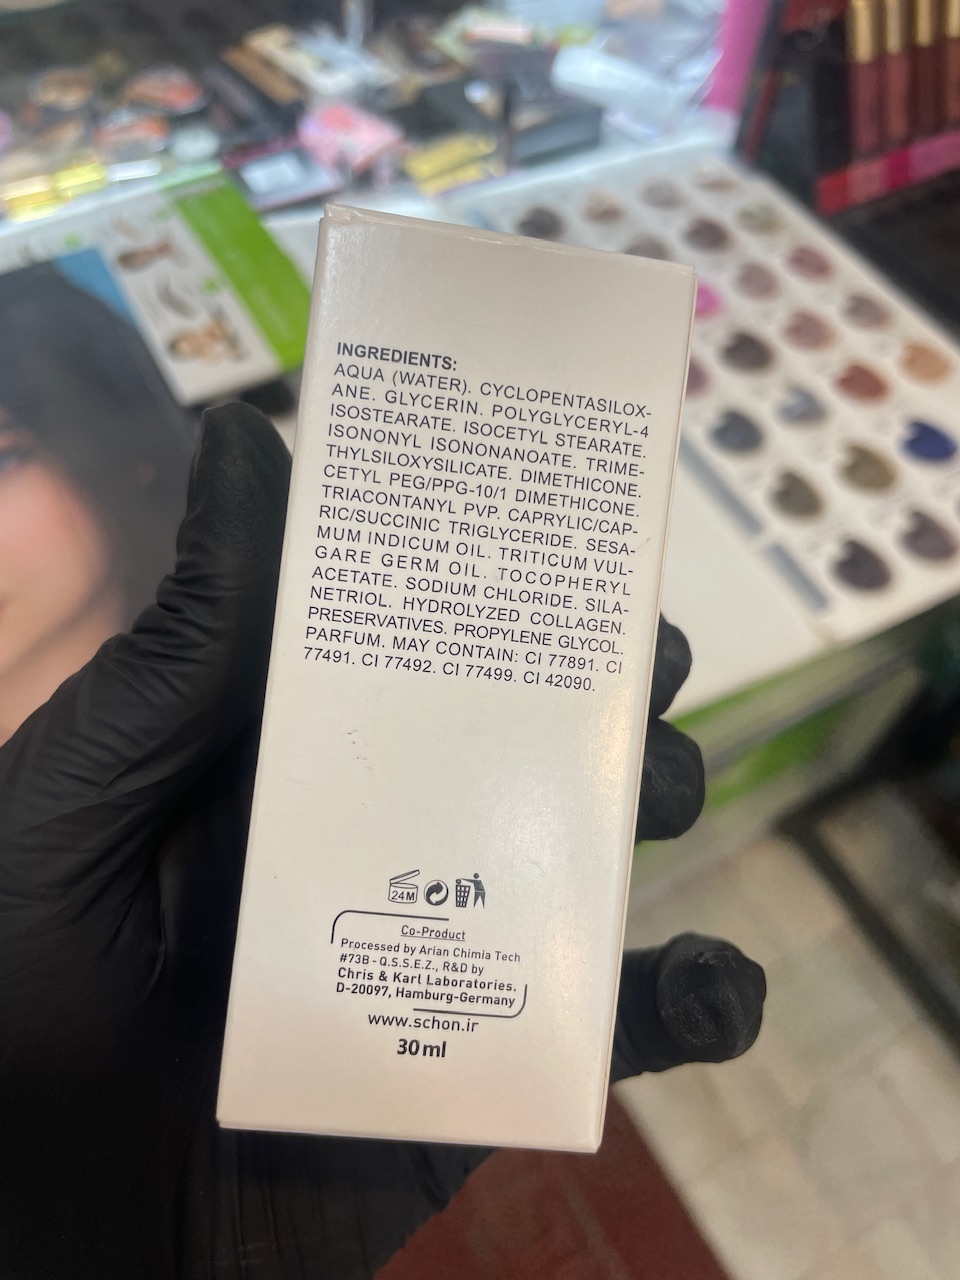 INGREDIENTS:
AQUA (WATER). CYCLOPENTASILOX-
ANE. GLYCERIN. POLYGLYCERYL-4
ISOSTEARATE. ISOCETYL STEARATE.
ISONONYL ISONONANOATE. TRIME-
THYLSILOXYSILICATE. DIMETHICONE.
CETYL PEG/PPG-10/1 DIMETHICONE.
TRIACONTANYL PVP. CAPRYLIC/CAP-
RIC/SUCCINIC TRIGLYCERIDE. SESA-
MUM INDICUM OIL. TRITICUM VUL-
GARE GERM OIL. TOCOPHERYL
ACETATE. SODIUM CHLORIDE. SILA-
NETRIOL. HYDROLYZED COLLAGEN.
PRESERVATIVES. PROPYLENE GLYCOL.
PARFUM. MAY CONTAIN: CI 77891. CI
77491. CI 77492. CI 77499. CI 42090.
24M
Co-Product
Processed by Arian Chimia Tech
#73B - Q.S.S.E.Z., R&D by
Chris & Karl Laboratories.
D-20097, Hamburg-Germany
www.schon.ir
30ml